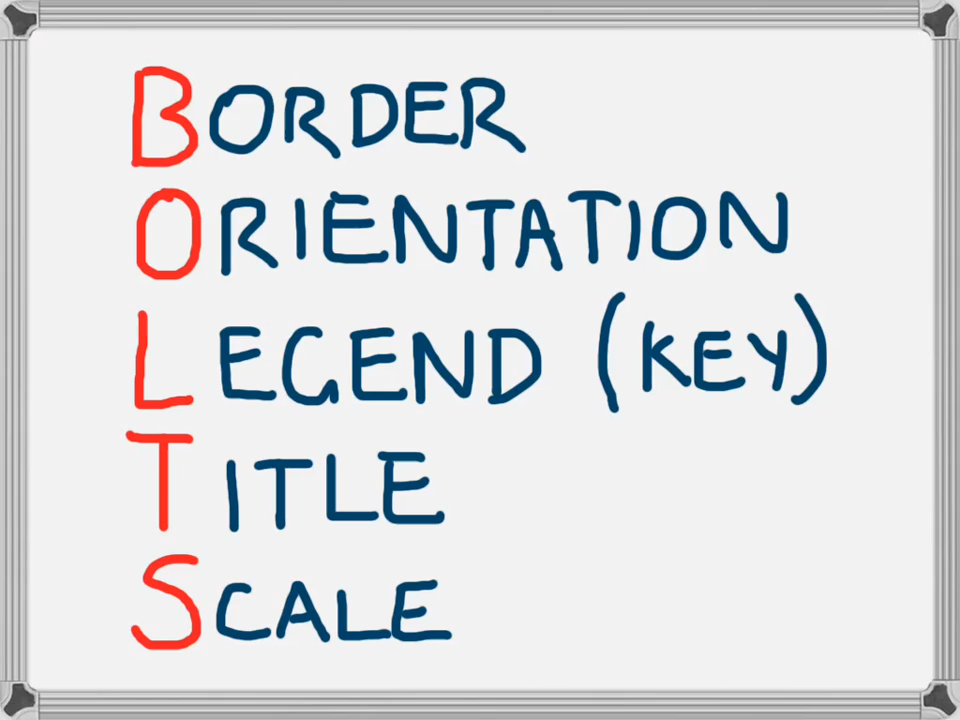 BORDER
ORIENTATION
LEGEND (KEY)
TITLE
SCALE